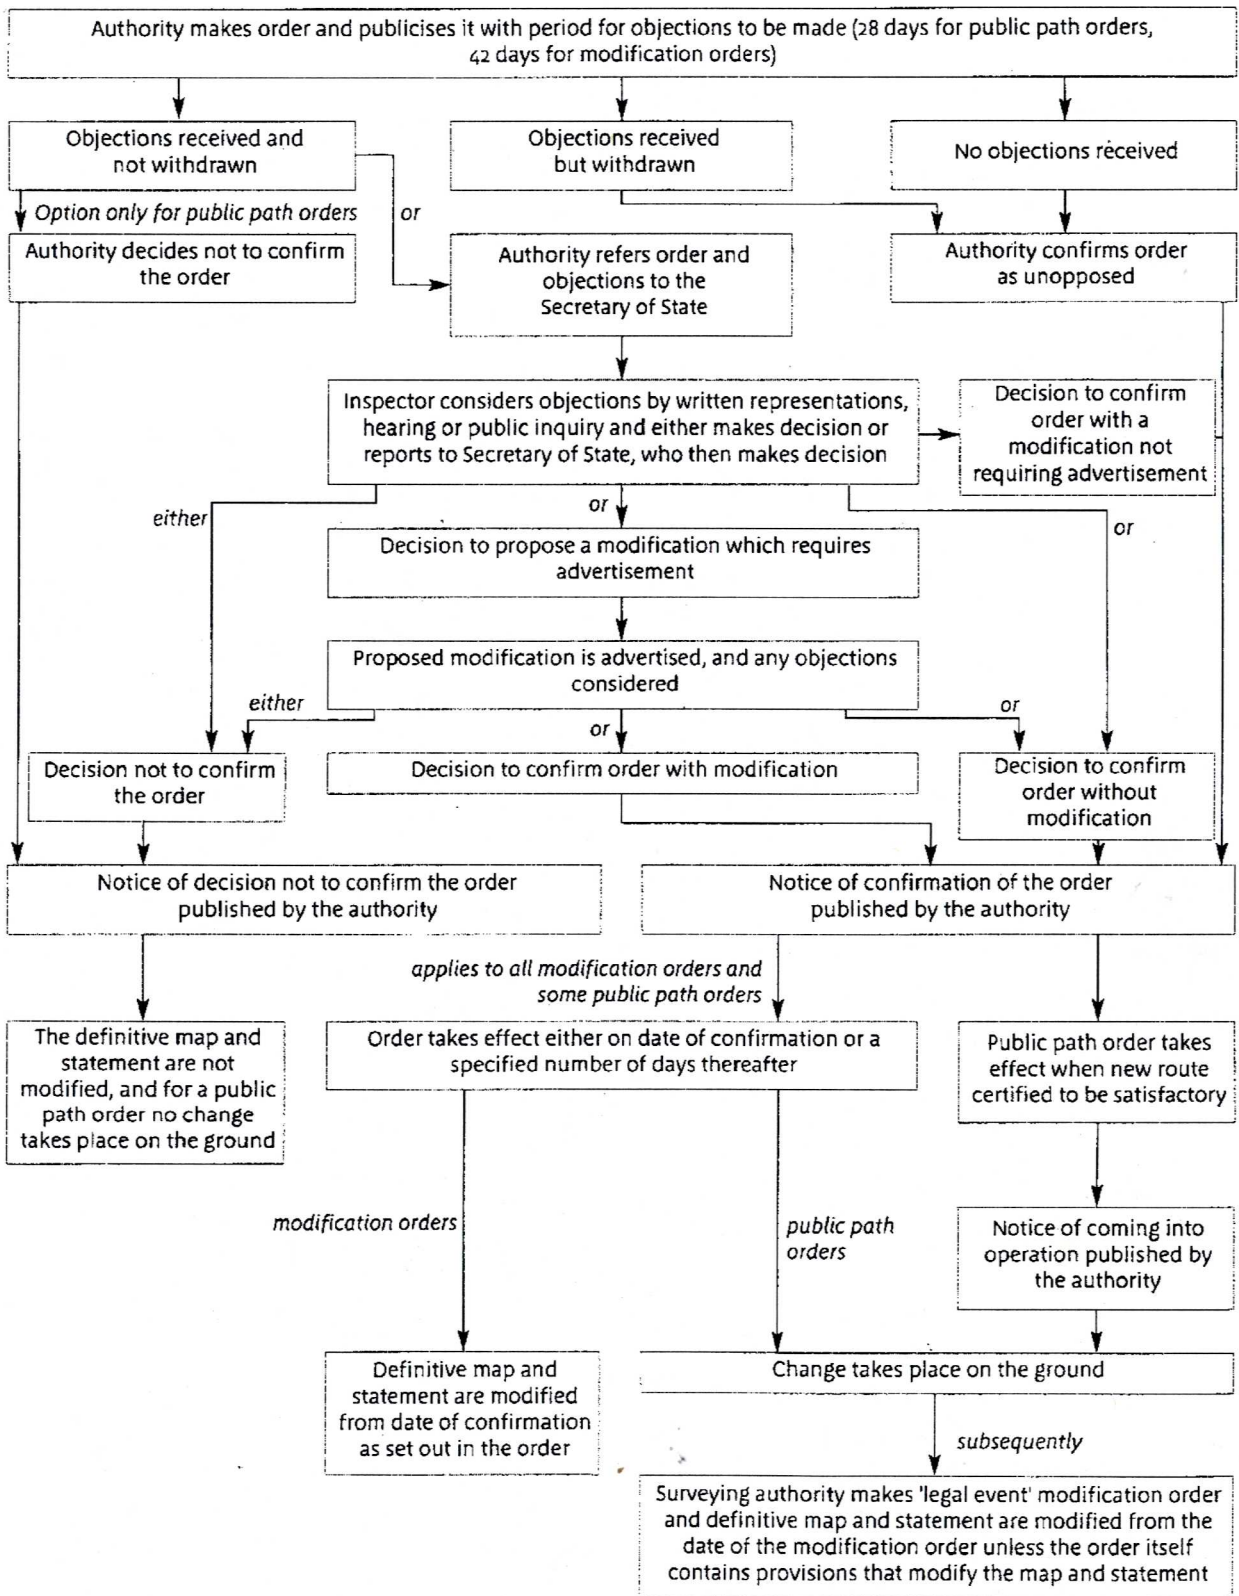 Authority makes order and publicises it with period for objections to be made (28 days for public path orders,
42 days for modification orders)
Objections received and
not withdrawn
Objections received
but withdrawn
No objections received
Option only for public path orders
or
Authority decides not to confirm
the order
Authority refers order and
objections to the
Secretary of State
Authority confirms order
as unopposed
Inspector considers objections by written representations,
hearing or public inquiry and either makes decision or
reports to Secretary of State, who then makes decision
Decision to confirm
order with a
modification not
requiring advertisement
either
or
or
Decision to propose a modification which requires
advertisement
Proposed modification is advertised, and any objections
considered
either
or
or
Decision not to confirm
the order
Decision to confirm order with modification
Decision to confirm
order without
modification
Notice of decision not to confirm the order
published by the authority
Notice of confirmation of the order
published by the authority
applies to all modification orders and
some public path orders
The definitive map and
statement are not
modified, and for a public
path order no change
takes place on the ground
Order takes effect either on date of confirmation or a
specified number of days thereafter
Public path order takes
effect when new route
certified to be satisfactory
modification orders
public path
orders
Notice of coming into
operation published by
the authority
Definitive map and
statement are modified
from date of confirmation
as set out in the order
Change takes place on the ground
subsequently
Surveying authority makes 'legal event' modification order
and definitive map and statement are modified from the
date of the modification order unless the order itself
contains provisions that modify the map and statement